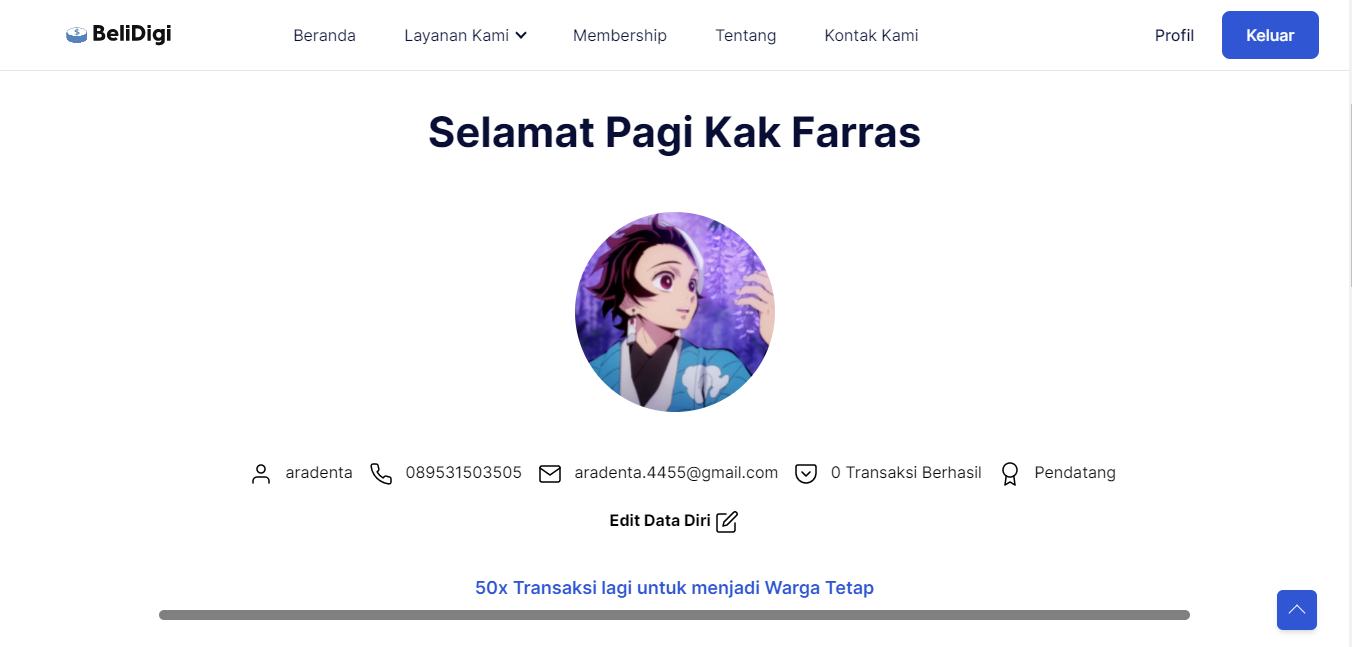 BeliDigi Beranda Layanan Kami Membership Tentang Kontak Kami Profil Keluar
Selamat Pagi Kak Farras
aradenta 089531503505 aradenta.4455@gmail.com 0 Transaksi Berhasil Pendatang
Edit Data Diri
50x Transaksi lagi untuk menjadi Warga Tetap